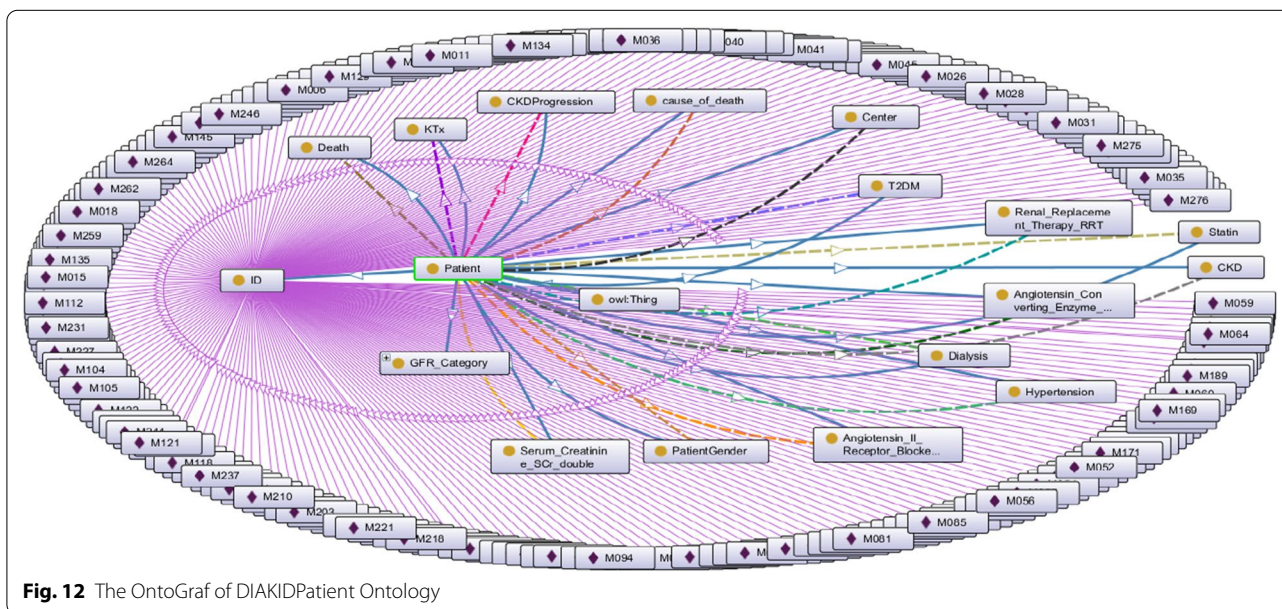 M036
M134
M011
040
M041
M246
M264
M262
M018
M259
M135
M015
M112
M231
M104
M105
M121
M237
M210
M221
M218
M094
M081
M085
M056
M052
M171
M169
M189
M064
M059
M276
M035
M275
M031
M028
M026
CKDProgression
cause_of_death
Center
KTx
Death
T2DM
Renal_Replaceme
nt_Therapy_RRT
Statin
CKD
Patient
ID
owl:Thing
Angiotensin_Con
verting_Enzyme_...
Dialysis
GFR_Category
Hypertension
Serum_Creatinin
e_SCr_double
PatientGender
Angiotensin_II_
Receptor_Blocke...
Fig. 12 The OntoGraf of DIAKIDPatient Ontology